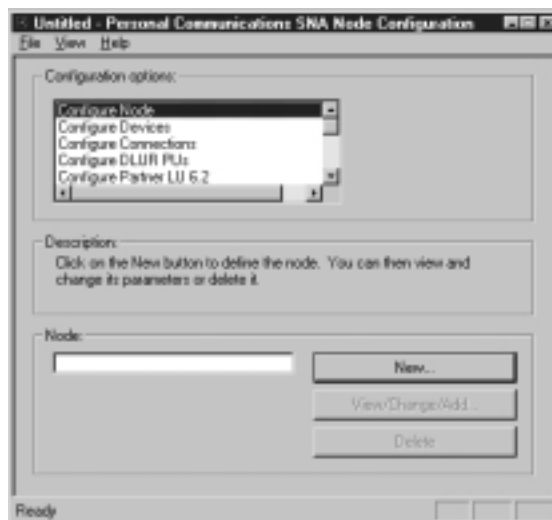 Untitled - Personal Communications SNA Node Configuration
File View Help
Configuration options:
Configure Node
Configure Devices
Configure Connections
Configure DLUR PUs
Configure Partner LU 6.2
Description:
Click on the New button to define the node. You can then view and
change its parameters or delete it.
Node:
New...
View/Change/Add...
Delete
Ready